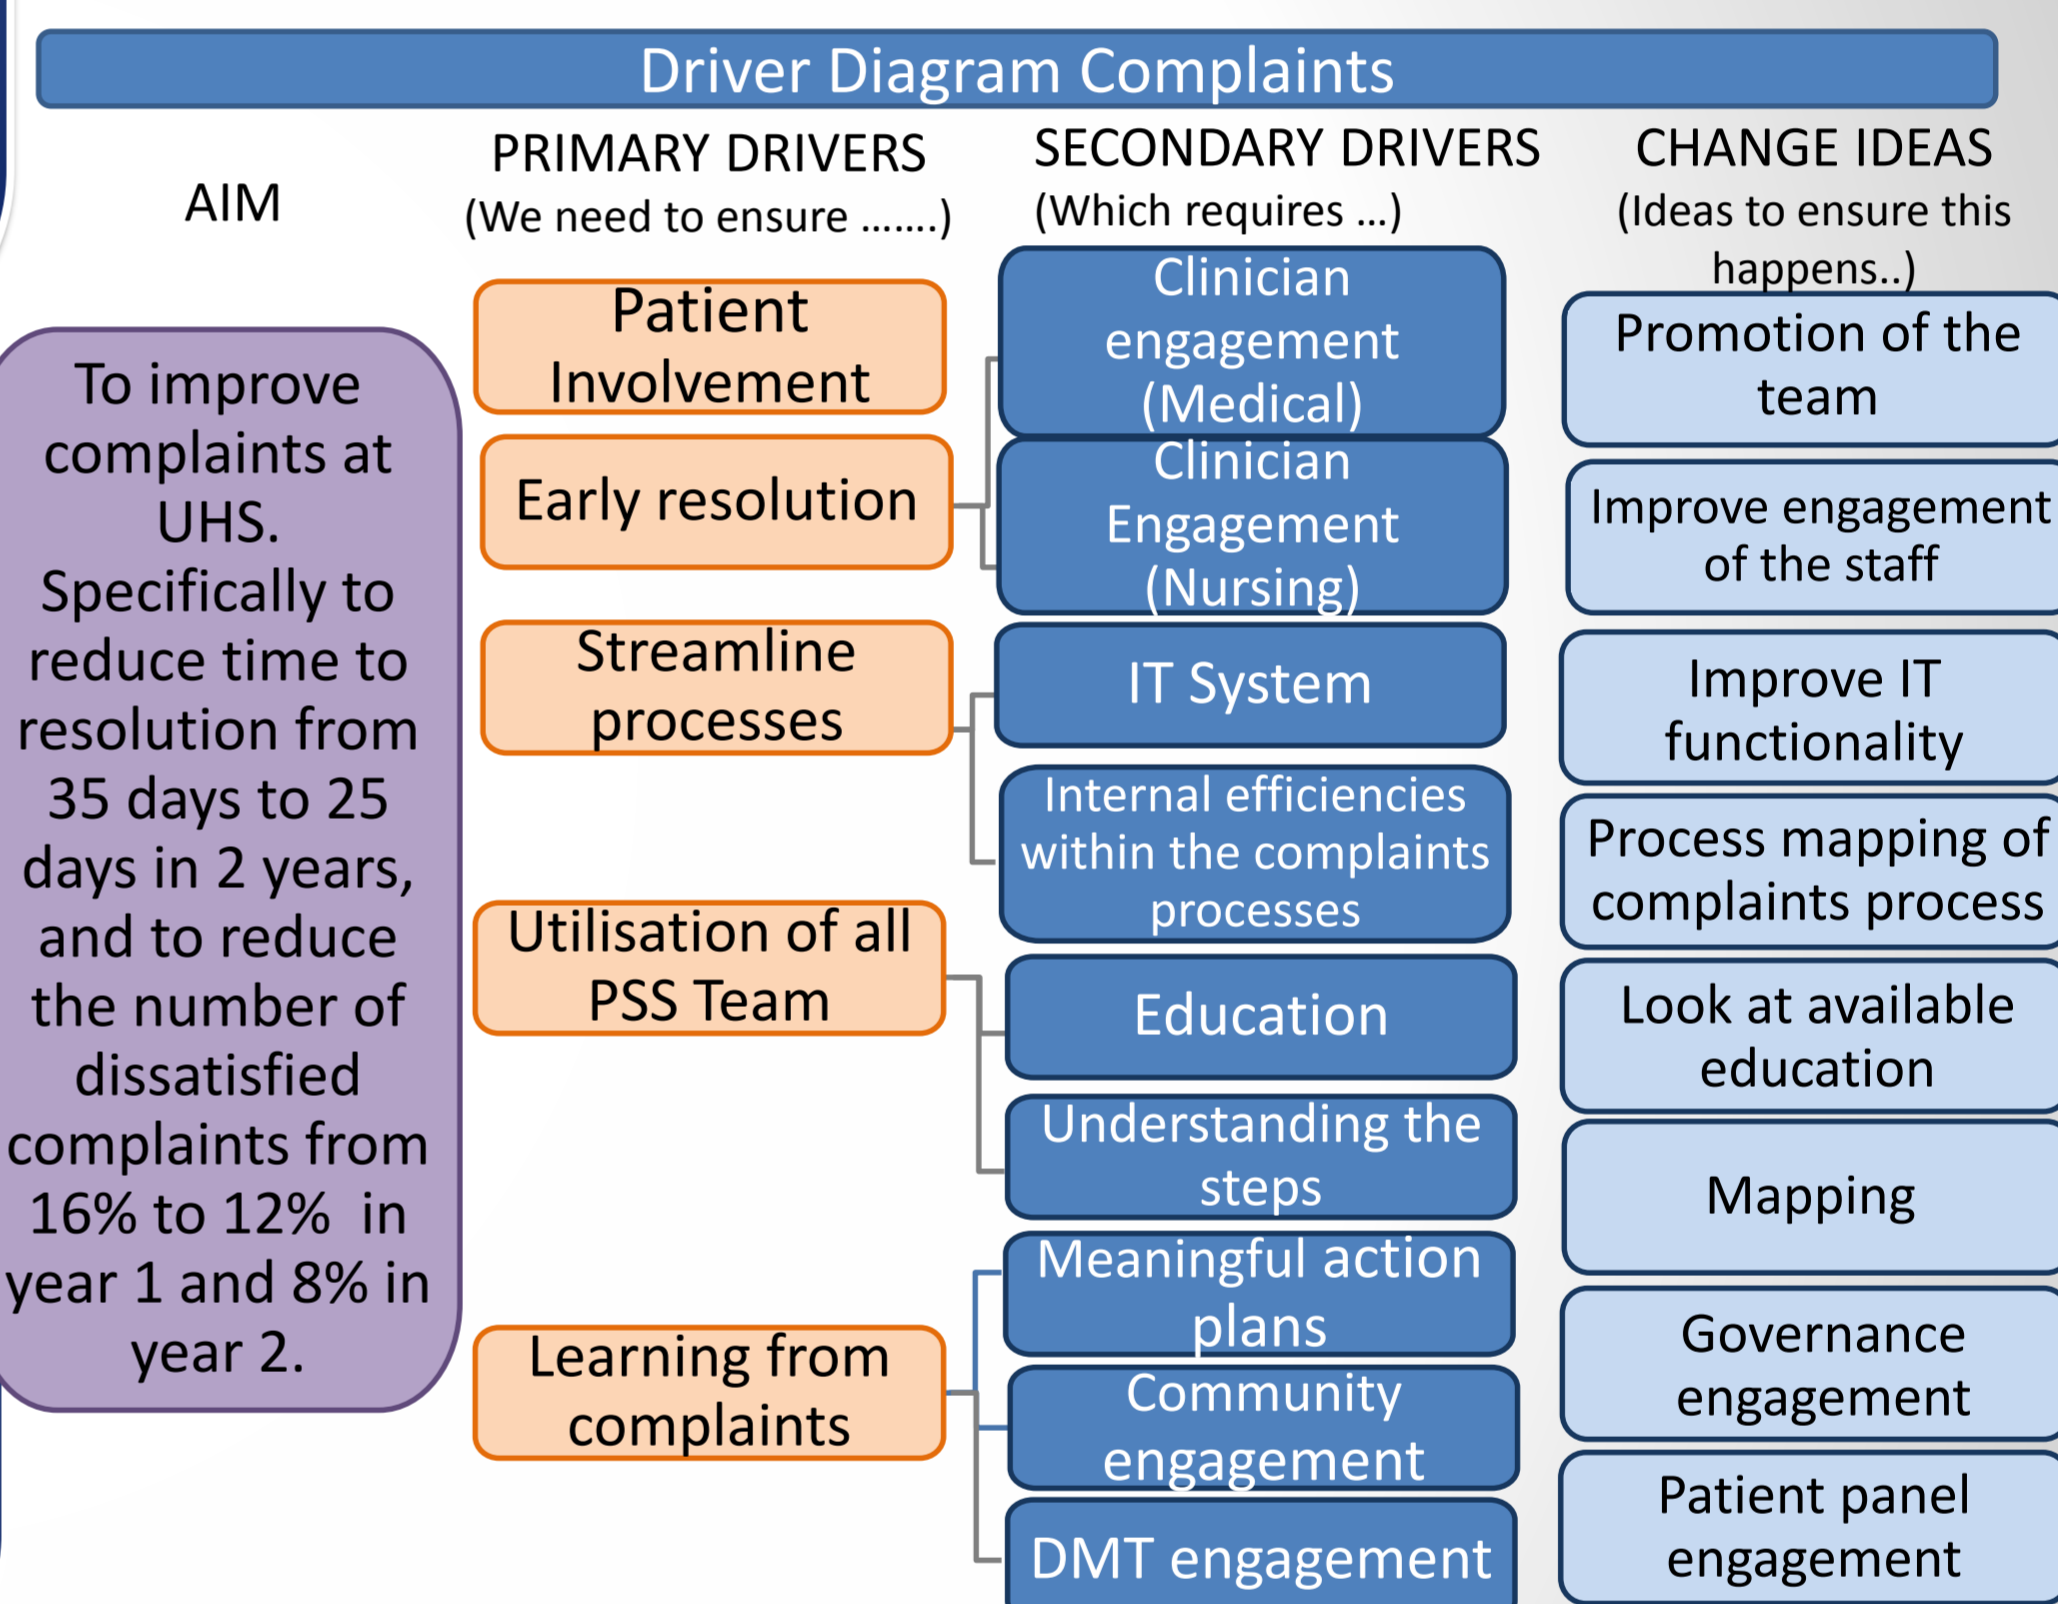 Driver Diagram Complaints
AIM
To improve
complaints at
UHS.
Specifically to
reduce time to
resolution from
35 days to 25
days in 2 years,
and to reduce
the number of
dissatisfied
complaints from
16% to 12%  in
year 1 and 8% in
year 2.
PRIMARY DRIVERS
(We need to ensure …….)
Patient
Involvement
Early resolution
Streamline
processes
Utilisation of all
PSS Team
Learning from
complaints
SECONDARY DRIVERS
(Which requires …)
Clinician
engagement
(Medical)
Clinician
Engagement
(Nursing)
IT System
Internal efficiencies
within the complaints
processes
Education
Understanding the
steps
Meaningful action
plans
Community
engagement
DMT engagement
CHANGE IDEAS
(Ideas to ensure this
happens..)
Promotion of the
team
Improve engagement
of the staff
Improve IT
functionality
Process mapping of
complaints process
Look at available
education
Mapping
Governance
engagement
Patient panel
engagement